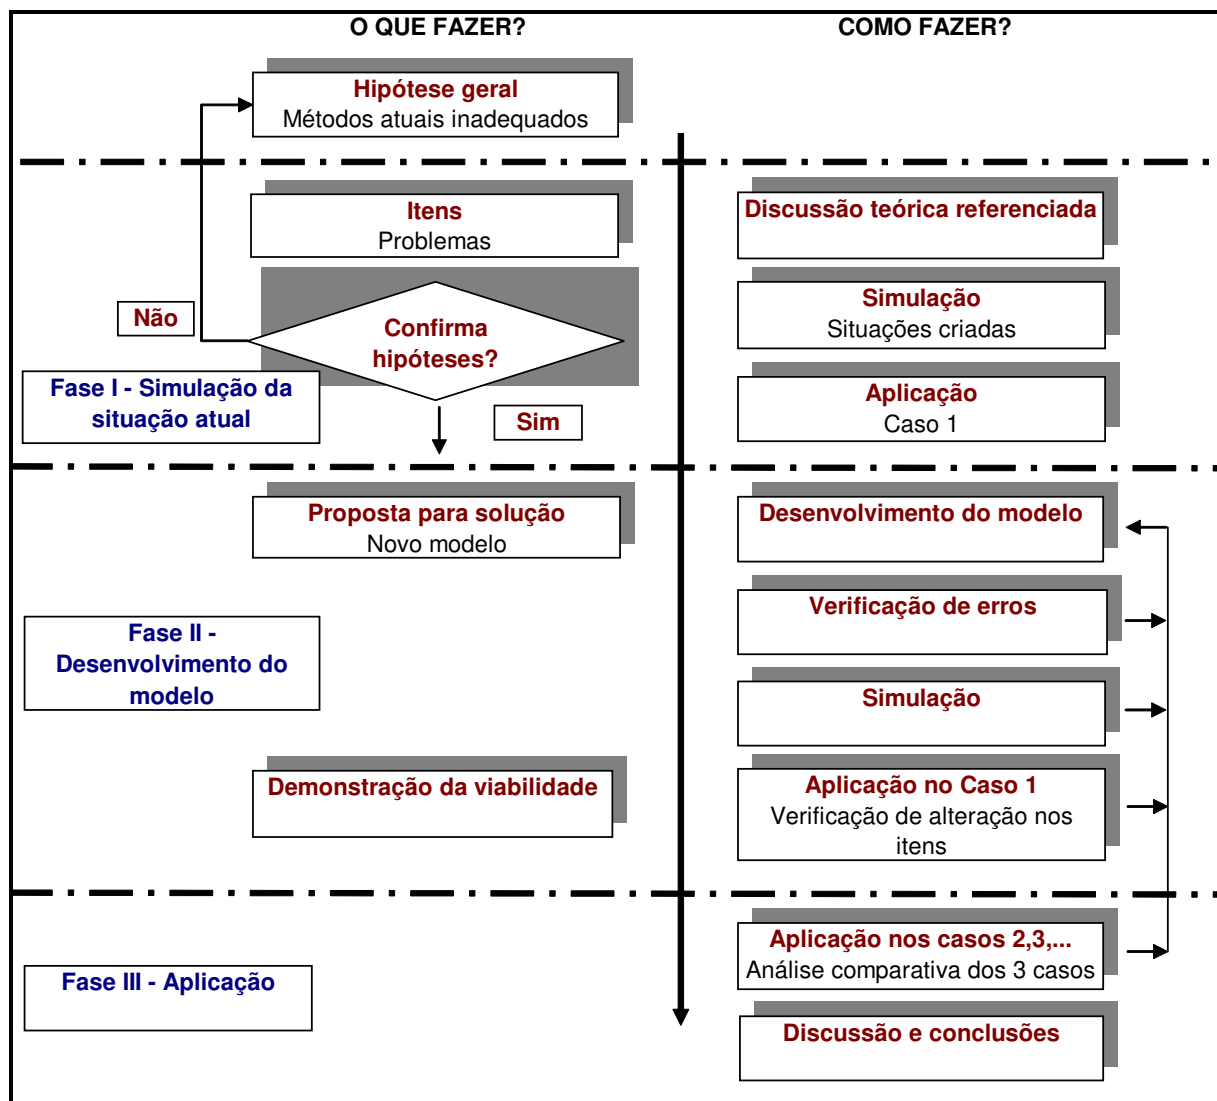 O QUE FAZER?
COMO FAZER?
Hipótese geral
Métodos atuais inadequados
Itens
Problemas
Discussão teórica referenciada
Não
Confirma
hipóteses?
Simulação
Situações criadas
Fase I - Simulação da
situação atual
Sim
Aplicação
Caso 1
Proposta para solução
Novo modelo
Desenvolvimento do modelo
Verificação de erros
Fase II -
Desenvolvimento do
modelo
Simulação
Demonstração da viabilidade
Aplicação no Caso 1
Verificação de alteração nos
itens
Fase III - Aplicação
Aplicação nos casos 2,3,...
Análise comparativa dos 3 casos
Discussão e conclusões